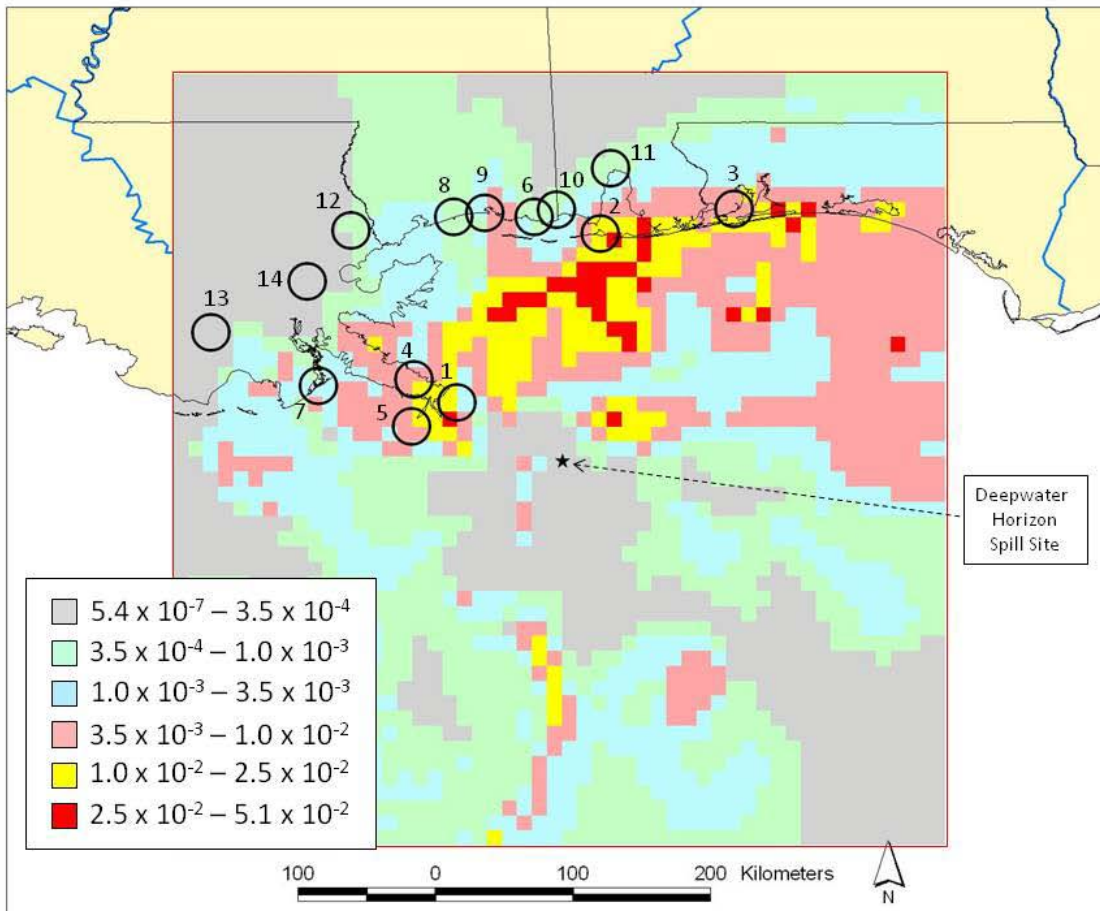 11
3
9
6
10
8
12
2
14
13
4
1
7
5
Deepwater
Horizon
Spill Site
5.4 x 10⁻⁷ – 3.5 x 10⁻⁴
3.5 x 10⁻⁴ – 1.0 x 10⁻³
1.0 x 10⁻³ – 3.5 x 10⁻³
3.5 x 10⁻³ – 1.0 x 10⁻²
1.0 x 10⁻² – 2.5 x 10⁻²
2.5 x 10⁻² – 5.1 x 10⁻²
100 0 100 200 Kilometers
N